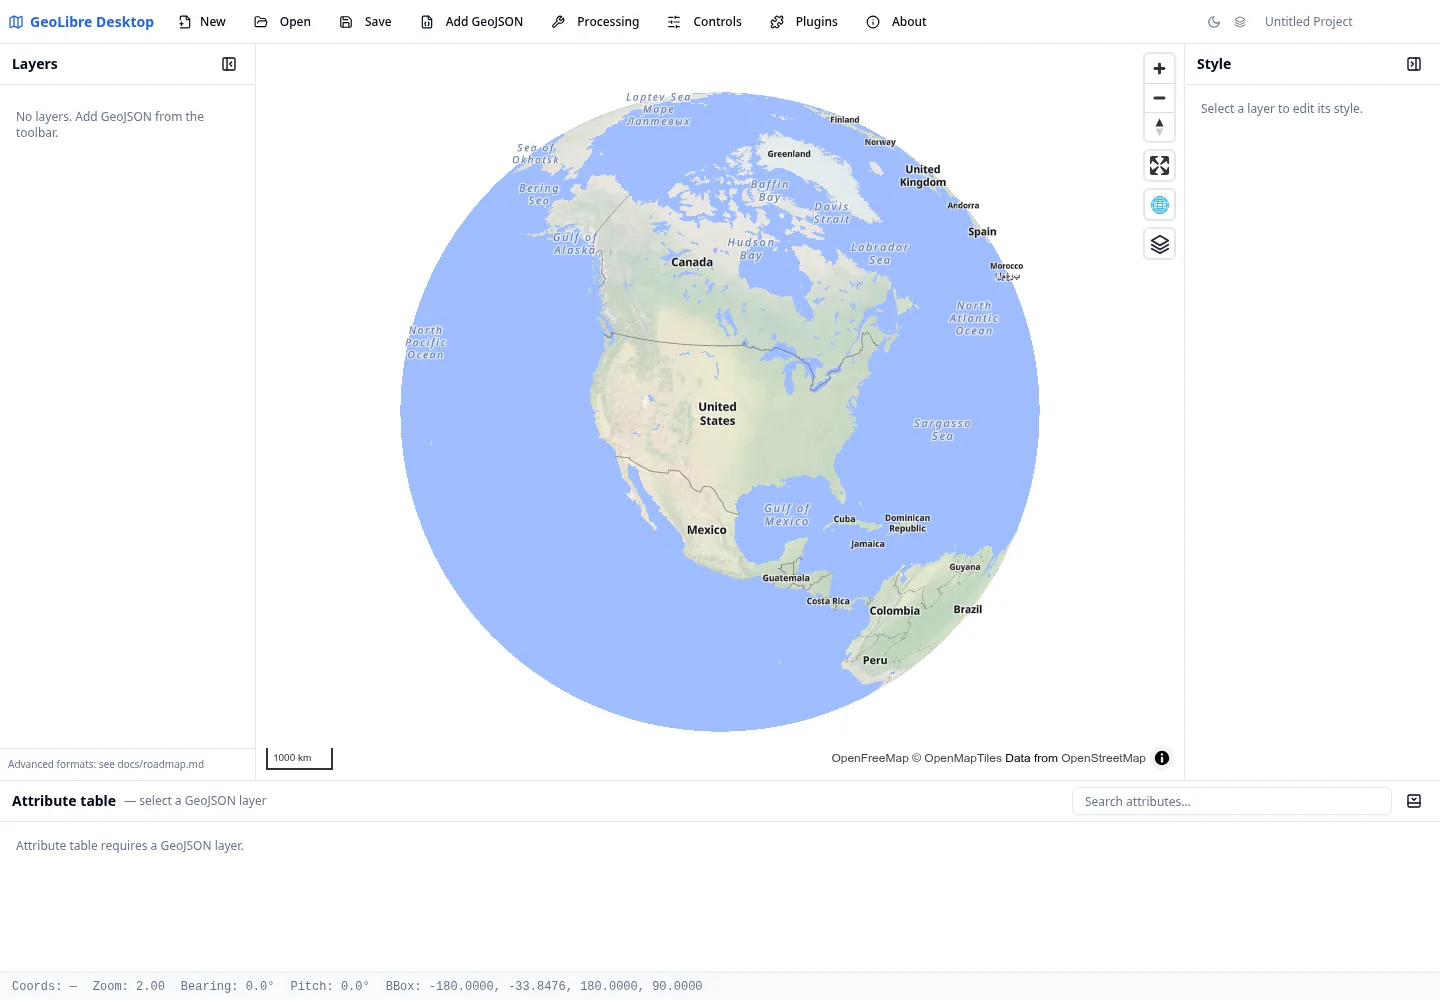 GeoLibre Desktop
New
Open
Save
Add GeoJSON
Processing
Controls
Plugins
About
Untitled Project
Layers
No layers. Add GeoJSON from the
toolbar.
Advanced formats: see docs/roadmap.md
Laptev Sea
Море
Лаптевых
Sea of
Okhotsk
Bering
Sea
Gulf of
Alaska
Finland
Norway
Greenland
United
Kingdom
Baffin
Bay
Davis
Strait
Andorra
Spain
Hudson
Bay
Labrador
Sea
Canada
Morocco
North
Atlantic
Ocean
North
Pacific
Ocean
United
States
Sargasso
Sea
Gulf of
Mexico
Mexico
Cuba
Dominican
Republic
Jamaica
Guatemala
Guyana
Costa Rica
Colombia
Brazil
Peru
1000 km
OpenFreeMap © OpenMapTiles Data from OpenStreetMap
Style
Select a layer to edit its style.
Attribute table — select a GeoJSON layer
Search attributes...
Attribute table requires a GeoJSON layer.
Coords: — Zoom: 2.00 Bearing: 0.0° Pitch: 0.0° BBox: -180.0000, -33.8476, 180.0000, 90.0000